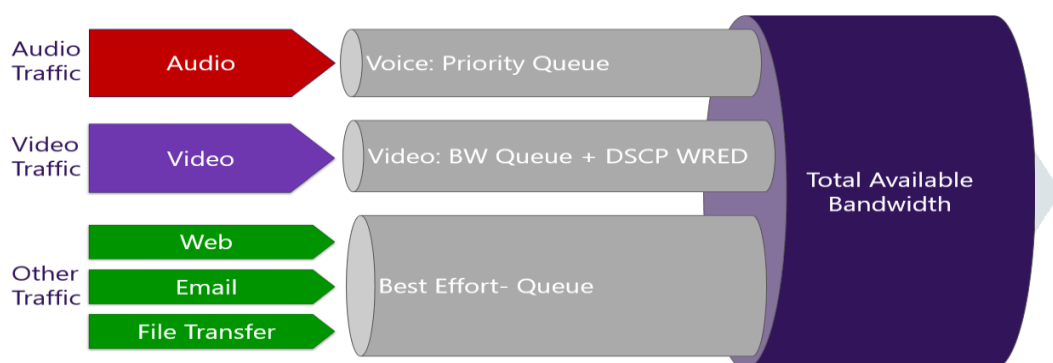 Audio
Traffic
Audio
Voice: Priority Queue
Video
Traffic
Video
Video: BW Queue + DSCP WRED
Total Available
Bandwidth
Other
Traffic
Web
Email
File Transfer
Best Effort- Queue